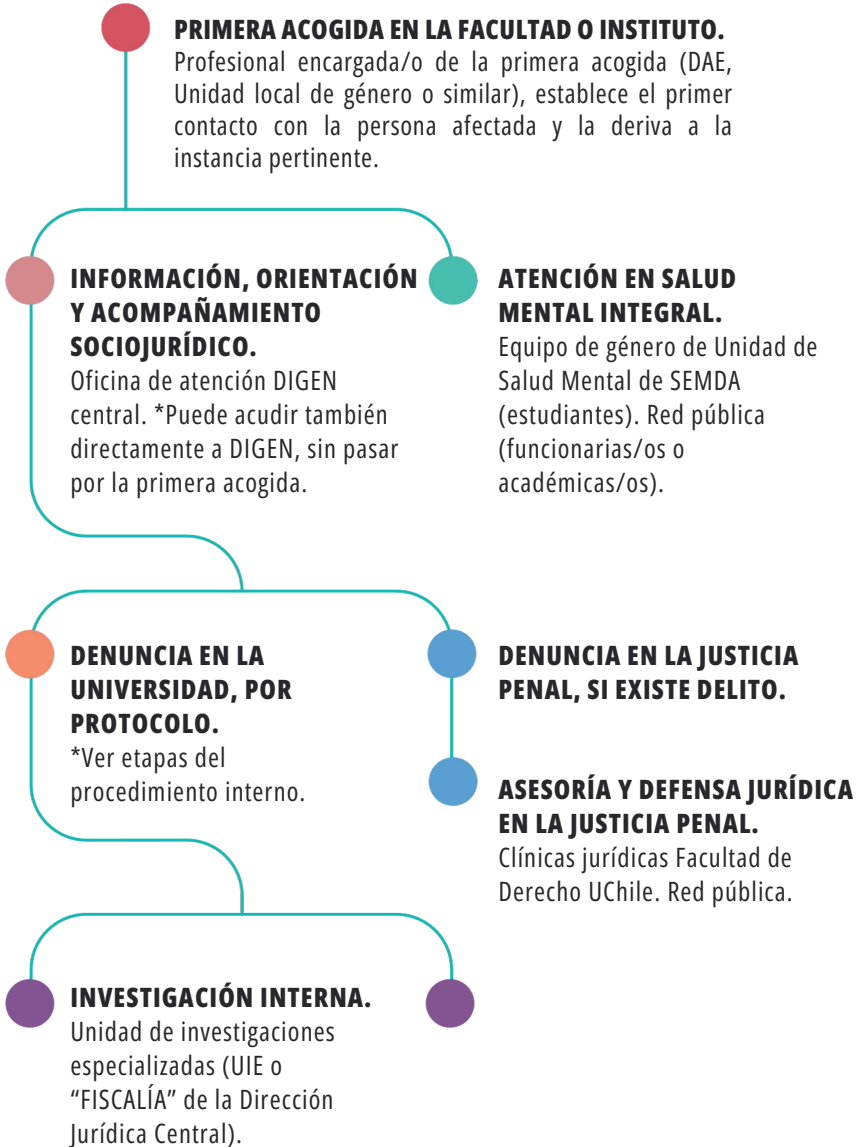 PRIMERA ACOGIDA EN LA FACULTAD O INSTITUTO.
Profesional encargada/o de la primera acogida (DAE,
Unidad local de género o similar), establece el primer
contacto con la persona afectada y la deriva a la
instancia pertinente.
INFORMACIÓN, ORIENTACIÓN
Y ACOMPAÑAMIENTO
SOCIOJURÍDICO.
Oficina de atención DIGEN
central. *Puede acudir también
directamente a DIGEN, sin pasar
por la primera acogida.
ATENCIÓN EN SALUD
MENTAL INTEGRAL.
Equipo de género de Unidad de
Salud Mental de SEMDA
(estudiantes). Red pública
(funcionarias/os o
académicas/os).
DENUNCIA EN LA
UNIVERSIDAD, POR
PROTOCOLO.
*Ver etapas del
procedimiento interno.
DENUNCIA EN LA JUSTICIA
PENAL, SI EXISTE DELITO.
ASESORÍA Y DEFENSA JURÍDICA
EN LA JUSTICIA PENAL.
Clínicas jurídicas Facultad de
Derecho UChile. Red pública.
INVESTIGACIÓN INTERNA.
Unidad de investigaciones
especializadas (UIE o
“FISCALÍA” de la Dirección
Jurídica Central).